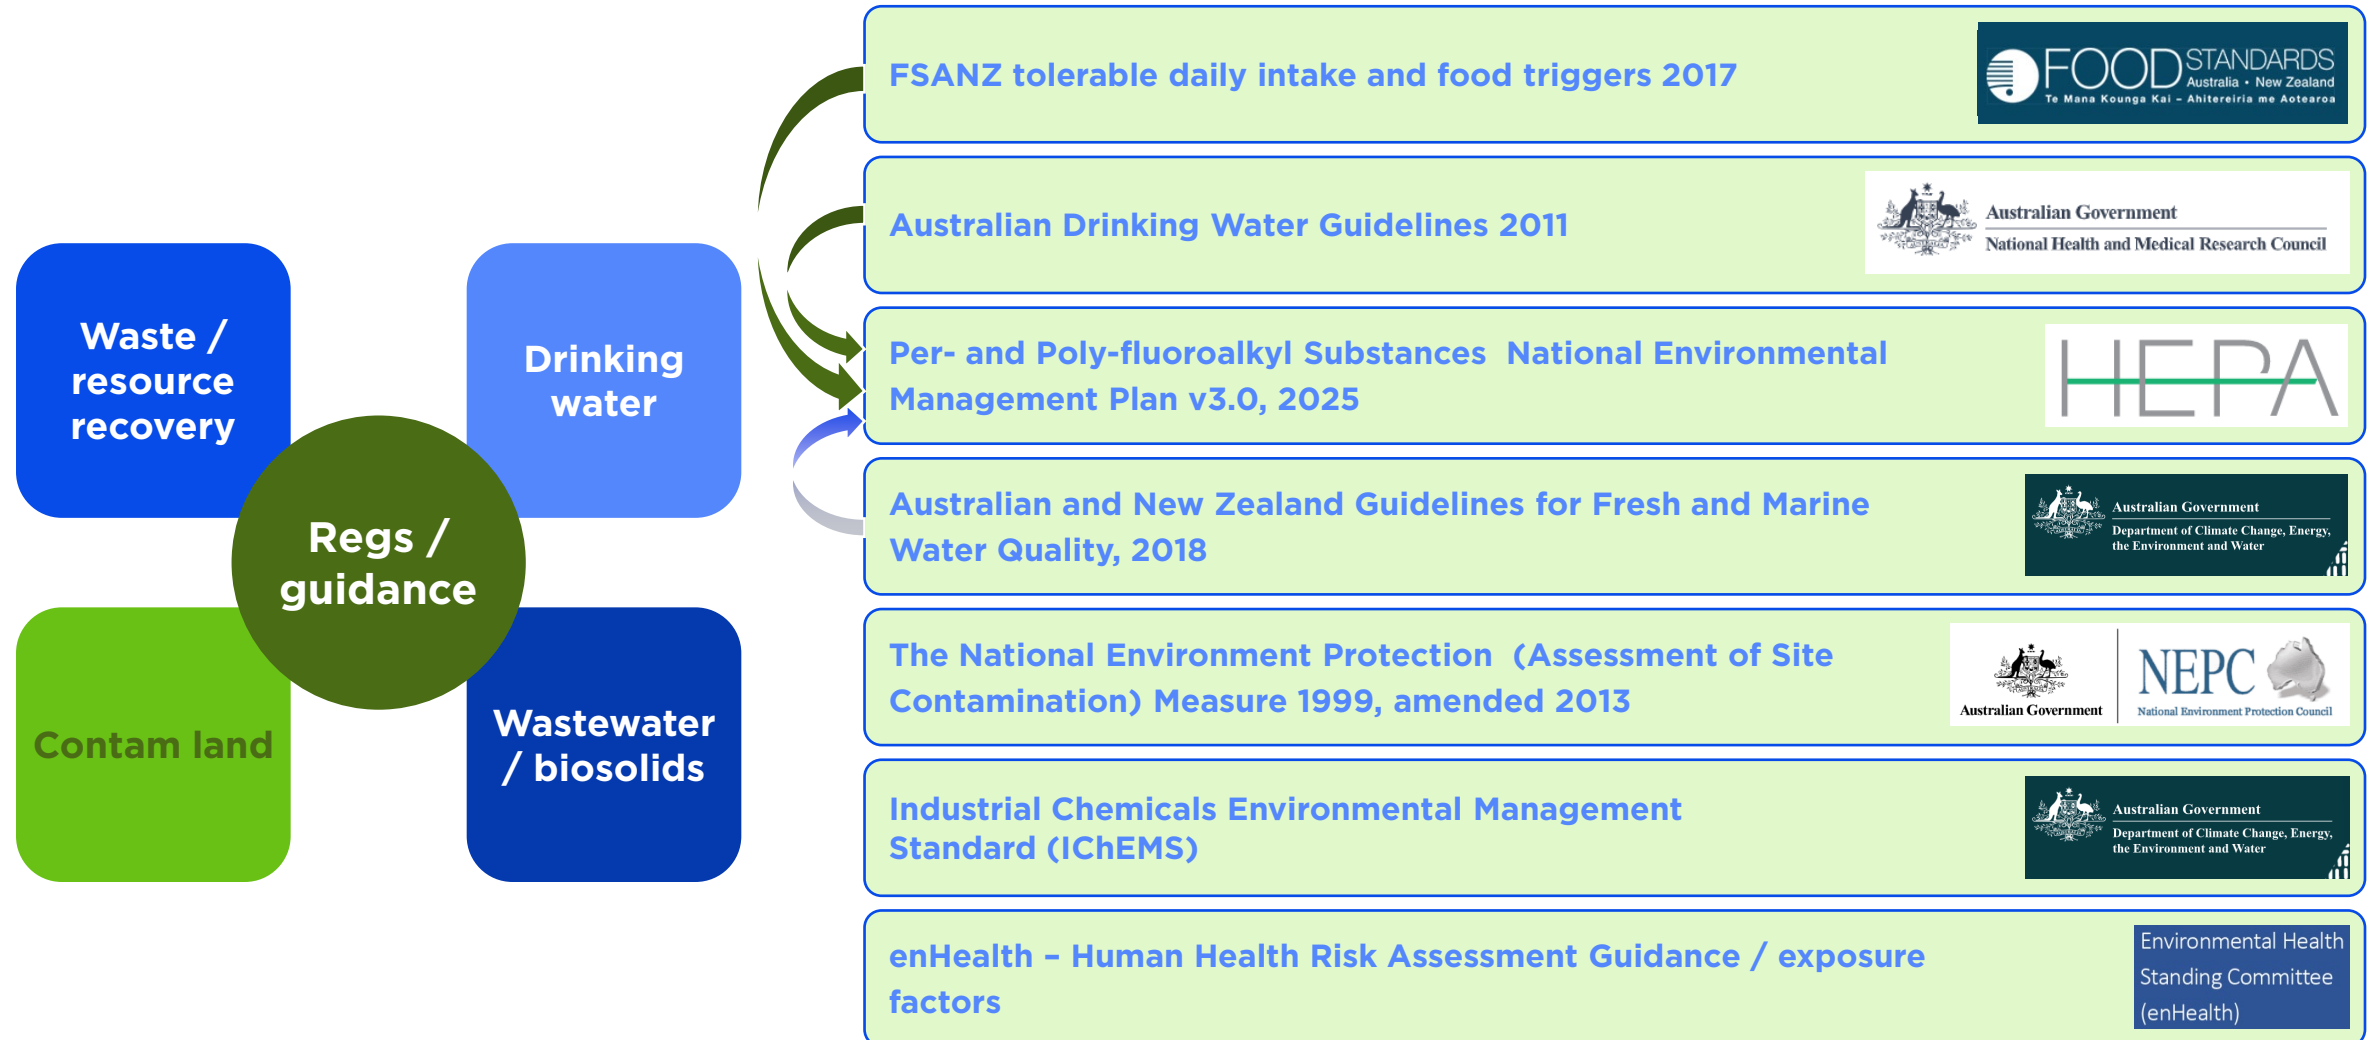 Waste /
resource
recovery
Drinking
water
Regs /
guidance
Contam land
Wastewater
/ biosolids
FSANZ tolerable daily intake and food triggers 2017
FOOD STANDARDS
Australia • New Zealand
Te Mana Kounga Kai – Ahitereiria me Aotearoa
Australian Drinking Water Guidelines 2011
Australian Government
National Health and Medical Research Council
Per- and Poly-fluoroalkyl Substances National Environmental
Management Plan v3.0, 2025
HEPA
Australian and New Zealand Guidelines for Fresh and Marine
Water Quality, 2018
Australian Government
Department of Climate Change, Energy,
the Environment and Water
The National Environment Protection (Assessment of Site
Contamination) Measure 1999, amended 2013
Australian Government
NEPC
National Environment Protection Council
Industrial Chemicals Environmental Management
Standard (IChEMS)
Australian Government
Department of Climate Change, Energy,
the Environment and Water
enHealth – Human Health Risk Assessment Guidance / exposure
factors
Environmental Health
Standing Committee
(enHealth)